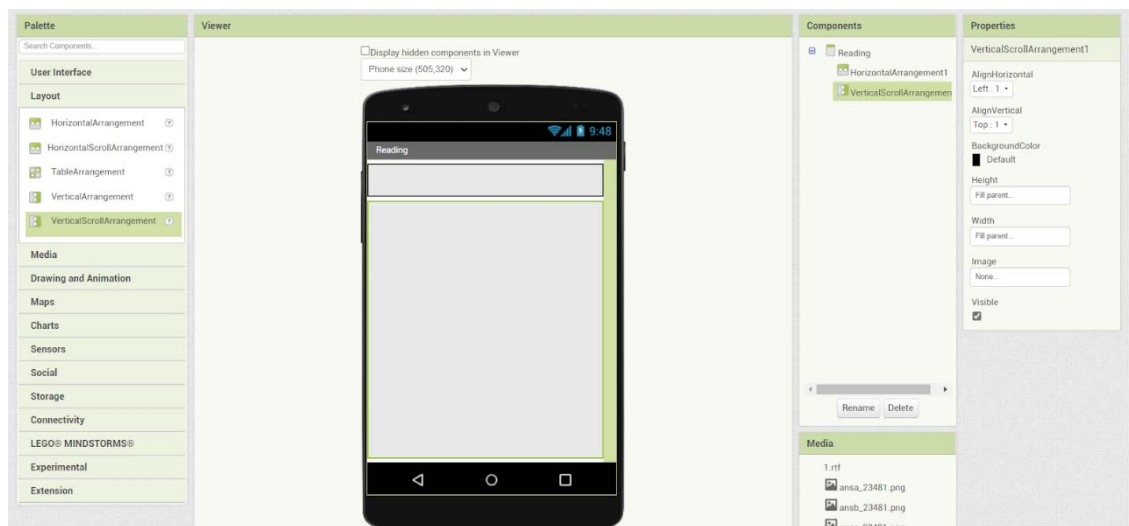 Palette
Search Components...
User Interface
Layout
HorizontalArrangement
HorizontalScrollArrangement
TableArrangement
VerticalArrangement
VerticalScrollArrangement
Media
Drawing and Animation
Maps
Charts
Sensors
Social
Storage
Connectivity
LEGO® MINDSTORMS®
Experimental
Extension
Viewer
Display hidden components in Viewer
Phone size (505,320)
9:48
Reading
Components
Reading
HorizontalArrangement1
VerticalScrollArrangemen
Rename Delete
Media
1.rtf
ansa_23481.png
ansb_23481.png
Properties
VerticalScrollArrangement1
AlignHorizontal
Left : 1
AlignVertical
Top : 1
BackgroundColor
Default
Height
Fill parent...
Width
Fill parent...
Image
None...
Visible